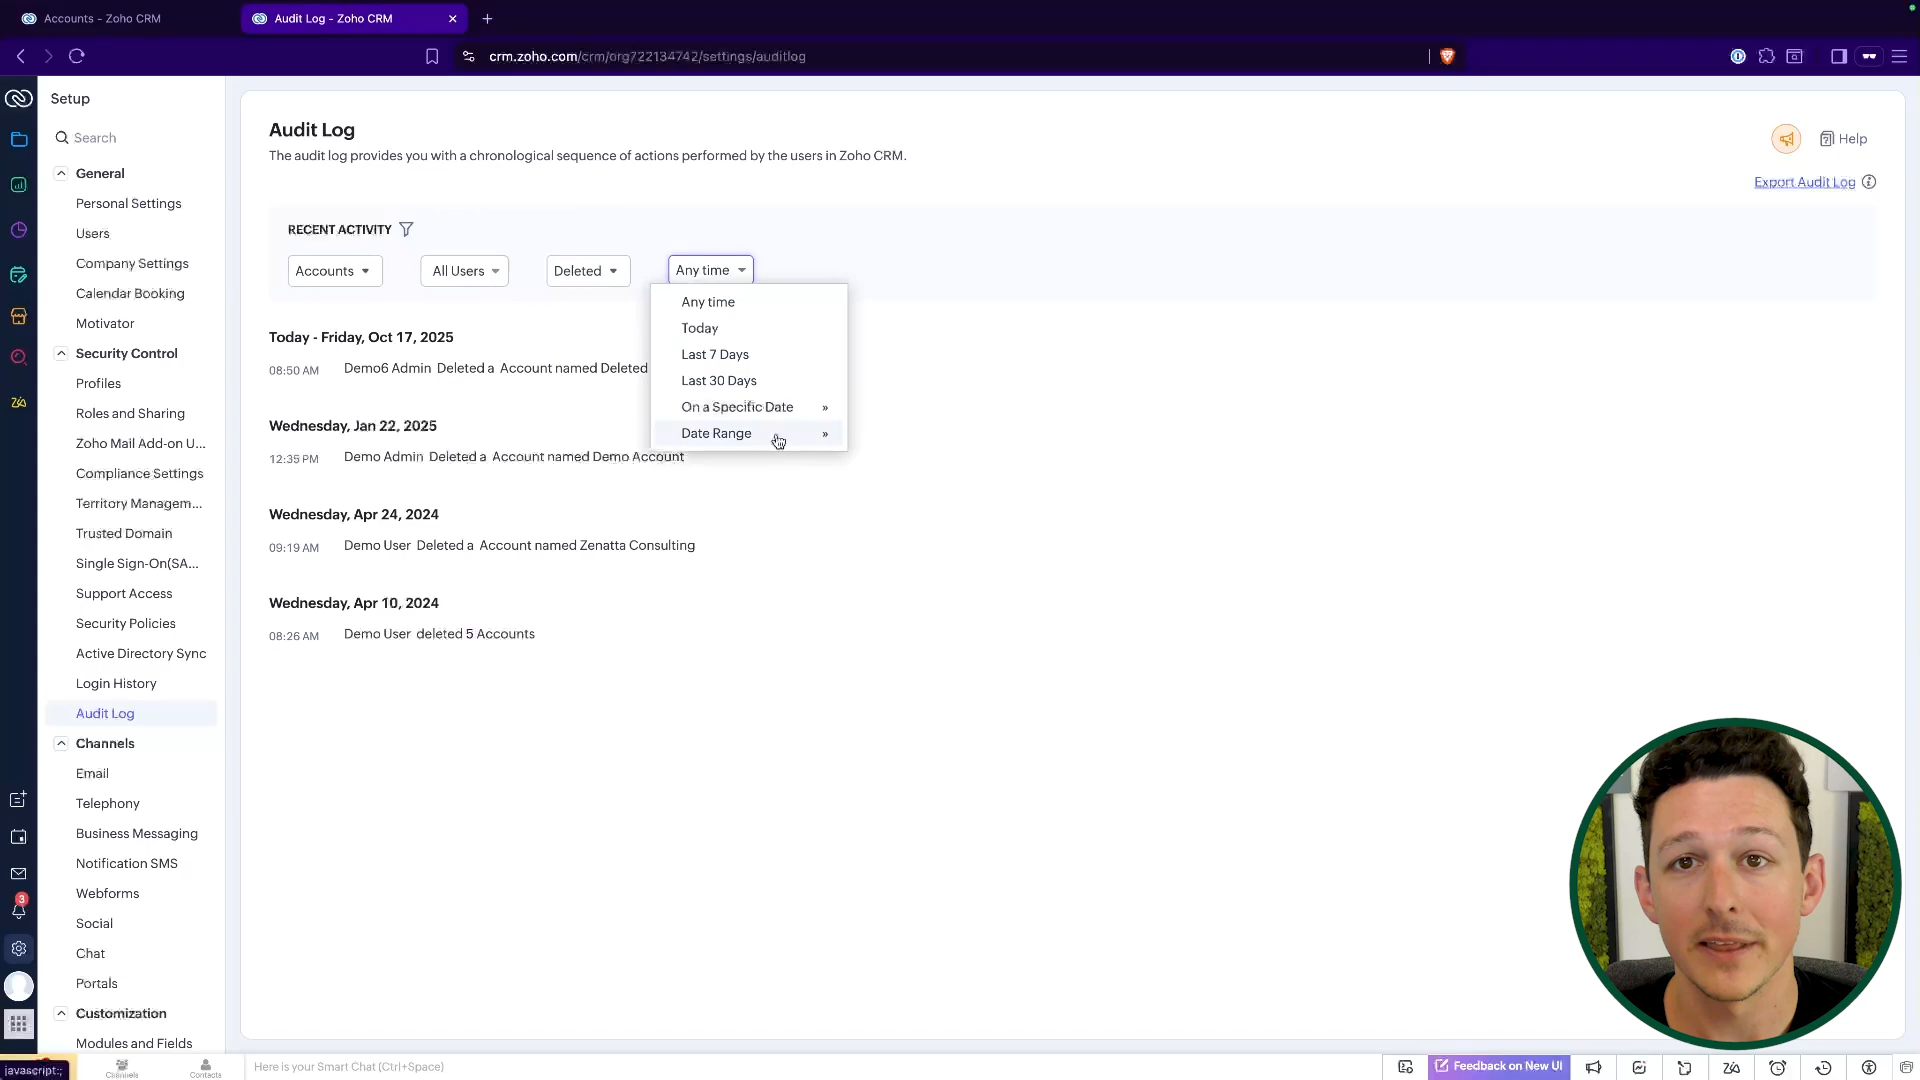 Accounts - Zoho CRM
Audit Log - Zoho CRM
crm.zoho.com/crm/org722134742/settings/auditlog
Setup
Search
General
Personal Settings
Users
Company Settings
Calendar Booking
Motivator
Security Control
Profiles
Roles and Sharing
Zoho Mail Add-on U...
Compliance Settings
Territory Managem...
Trusted Domain
Single Sign-On(SA...
Support Access
Security Policies
Active Directory Sync
Login History
Audit Log
Channels
Email
Telephony
Business Messaging
Notification SMS
Webforms
Social
Chat
Portals
Customization
Modules and Fields
3
javascript:;
Audit Log
The audit log provides you with a chronological sequence of actions performed by the users in Zoho CRM.
Help
Export Audit Log
RECENT ACTIVITY
Accounts
All Users
Deleted
Any time
Any time
Today
Last 7 Days
Last 30 Days
On a Specific Date »
Date Range »
Today - Friday, Oct 17, 2025
08:50 AM Demo6 Admin Deleted a Account named Deleted
Wednesday, Jan 22, 2025
12:35 PM Demo Admin Deleted a Account named Demo Account
Wednesday, Apr 24, 2024
09:19 AM Demo User Deleted a Account named Zenatta Consulting
Wednesday, Apr 10, 2024
08:26 AM Demo User deleted 5 Accounts
Channels
Contacts
Here is your Smart Chat (Ctrl+Space)
Feedback on New UI